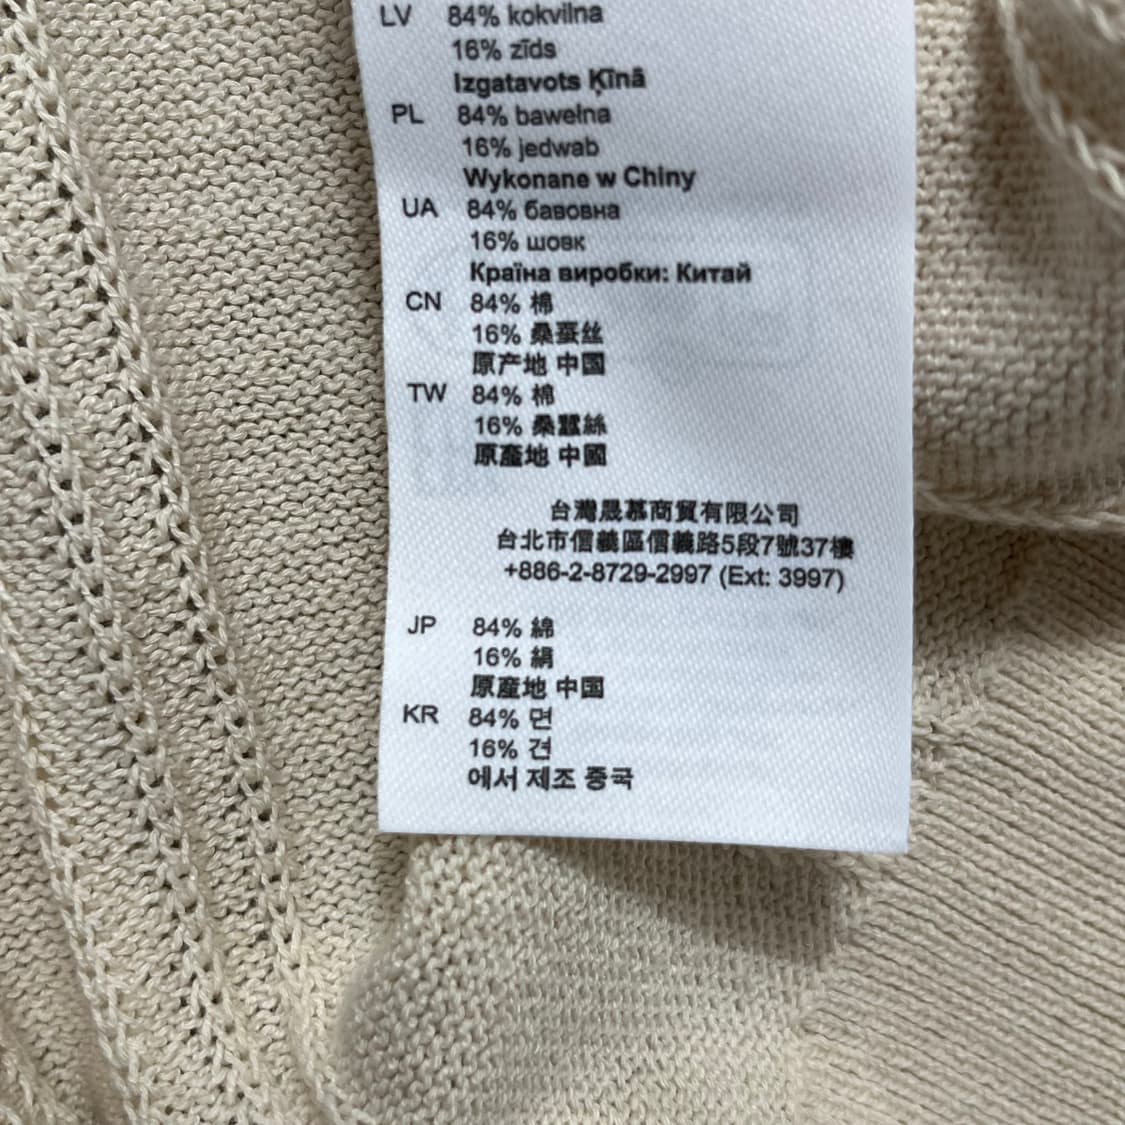 LV 84% kokvilna
16% zīds
Izgatavots Ķīnā
PL 84% bawełna
16% jedwab
Wykonane w Chiny
UA 84% бавовна
16% шовк
Країна виробки: Китай
CN 84% 棉
16% 桑蚕丝
原产地 中国
TW 84% 棉
16% 桑蠶絲
原產地 中國
台灣晟慕商貿有限公司
台北市信義區信義路5段7號37樓
+886-2-8729-2997 (Ext: 3997)
JP 84% 綿
16% 絹
原産地 中国
KR 84% 면
16% 견
에서 제조 중국